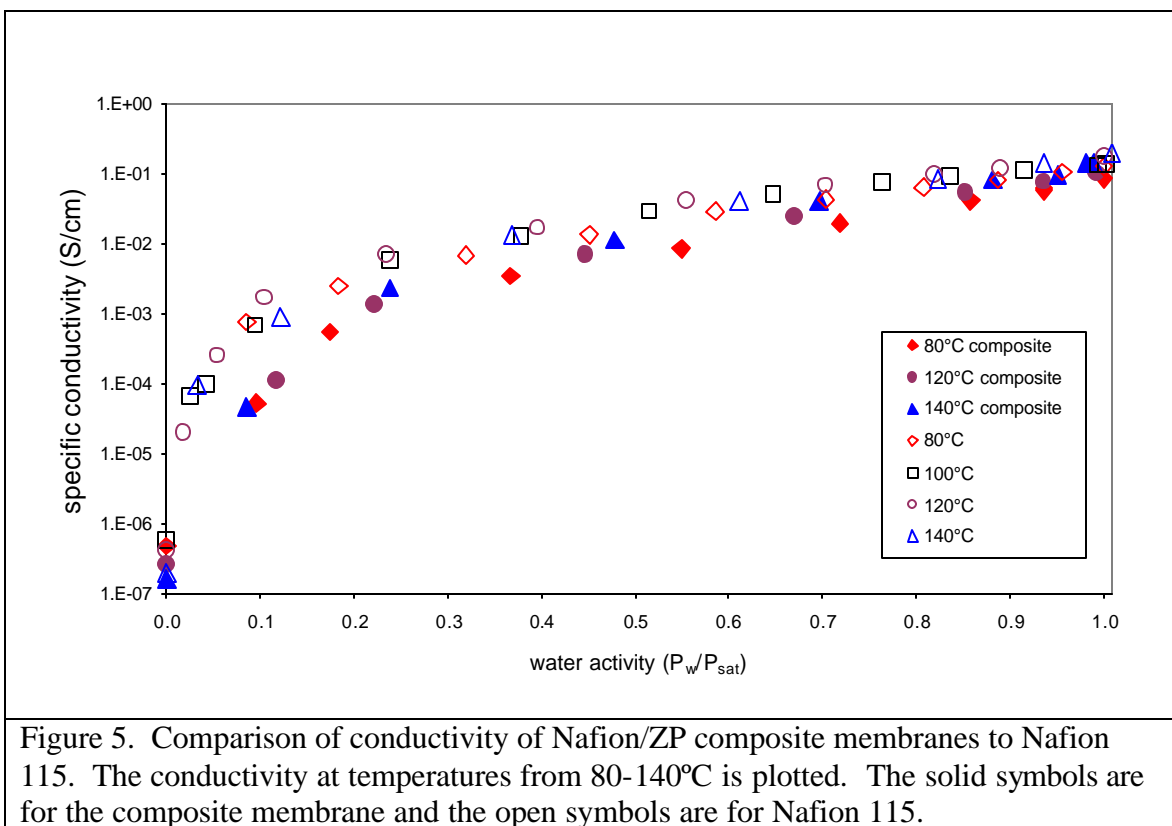 1.E+00
1.E-01
1.E-02
1.E-03
1.E-04
1.E-05
1.E-06
1.E-07
specific conductivity (S/cm)
80°C composite
120°C composite
140°C composite
80°C
100°C
120°C
140°C
0.0 0.1 0.2 0.3 0.4 0.5 0.6 0.7 0.8 0.9 1.0
water activity (Pw/Psat)
Figure 5. Comparison of conductivity of Nafion/ZP composite membranes to Nafion
115. The conductivity at temperatures from 80-140ºC is plotted. The solid symbols are
for the composite membrane and the open symbols are for Nafion 115.